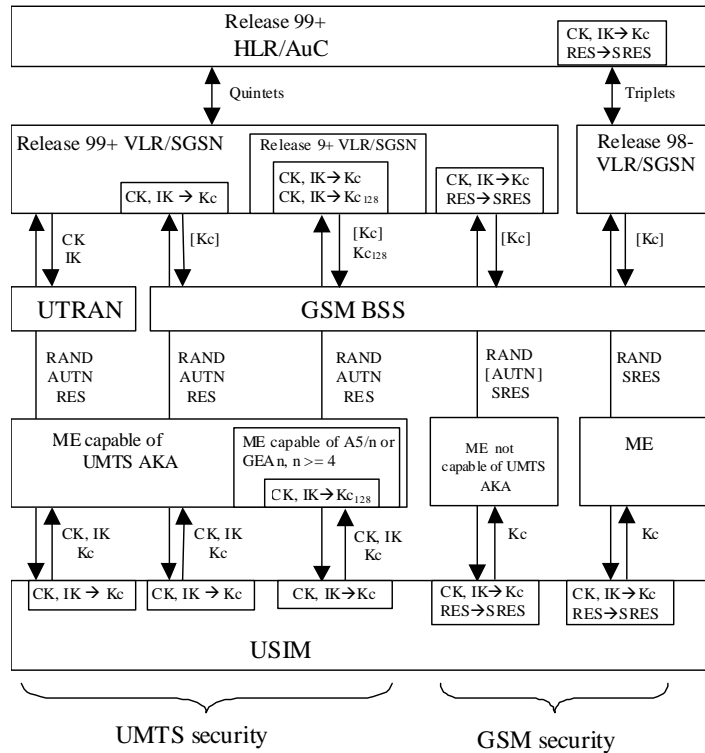 Release 99+
HLR/AuC
CK, IK→ Kc
RES→SRES
Quintets
Triplets
Release 99+ VLR/SGSN
CK, IK → Kc
Release 9+ VLR/SGSN
CK, IK→Kc
CK, IK→Kc128
CK, IK→Kc
RES→SRES
Release 98-
VLR/SGSN
CK
IK
[Kc]
[Kc]
Kc128
[Kc]
[Kc]
UTRAN
GSM BSS
RAND
AUTN
RES
RAND
AUTN
RES
RAND
AUTN
RES
RAND
[AUTN]
SRES
RAND
SRES
ME capable of
UMTS AKA
ME capable of A5/n or
GEA n, n >= 4
CK, IK→Kc128
ME not
capable of UMTS
AKA
ME
CK, IK
Kc
CK, IK
Kc
CK, IK
Kc
Kc
Kc
CK, IK → Kc
CK, IK → Kc
CK, IK→Kc
CK, IK→Kc
RES→SRES
CK, IK→Kc
RES→SRES
USIM
UMTS security
GSM security